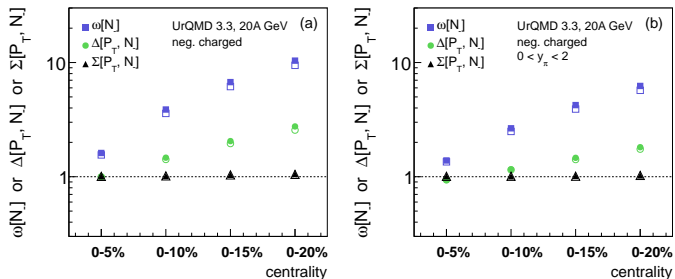 ω[N_] or Δ[P_T, N_] or Σ[P_T, N_]
10
1
ω[N_]
Δ[P_T, N_]
Σ[P_T, N_]
UrQMD 3.3, 20A GeV
neg. charged
(a)
0-5%
0-10%
0-15%
0-20%
centrality
ω[N_] or Δ[P_T, N_] or Σ[P_T, N_]
10
1
ω[N_]
Δ[P_T, N_]
Σ[P_T, N_]
UrQMD 3.3, 20A GeV
neg. charged
0 < y_π < 2
(b)
0-5%
0-10%
0-15%
0-20%
centrality